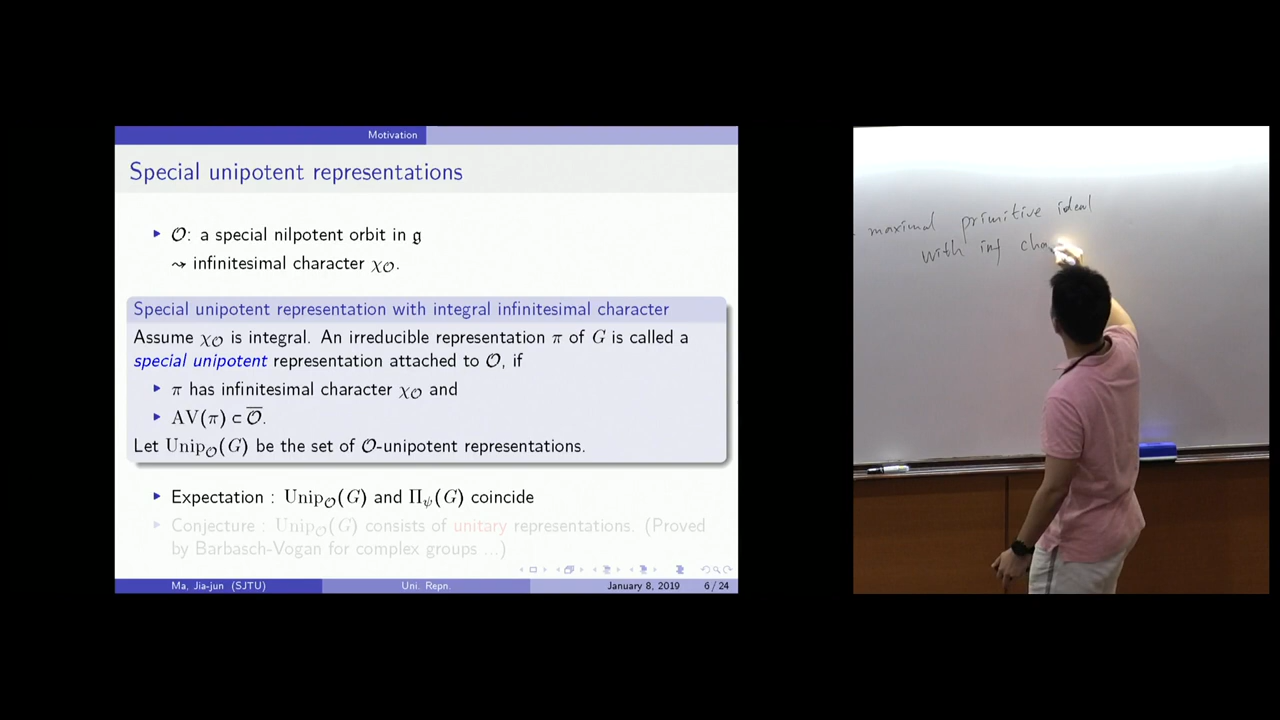 Motivation
Special unipotent representations
▸ 𝒪: a special nilpotent orbit in 𝔤
⇝ infinitesimal character χ_𝒪.
Special unipotent representation with integral infinitesimal character
Assume χ_𝒪 is integral. An irreducible representation π of G is called a
special unipotent representation attached to 𝒪, if
▸ π has infinitesimal character χ_𝒪 and
▸ AV(π) ⊂ 𝒪̅.
Let Unip_𝒪(G) be the set of 𝒪-unipotent representations.
▸ Expectation : Unip_𝒪(G) and Π_ψ(G) coincide
▸ Conjecture : Unip_𝒪(G) consists of unitary representations. (Proved
by Barbasch-Vogan for complex groups ...)
Ma, Jia-jun (SJTU) Uni. Repn. January 8, 2019 6 / 24
maximal primitive ideal
with inf cha